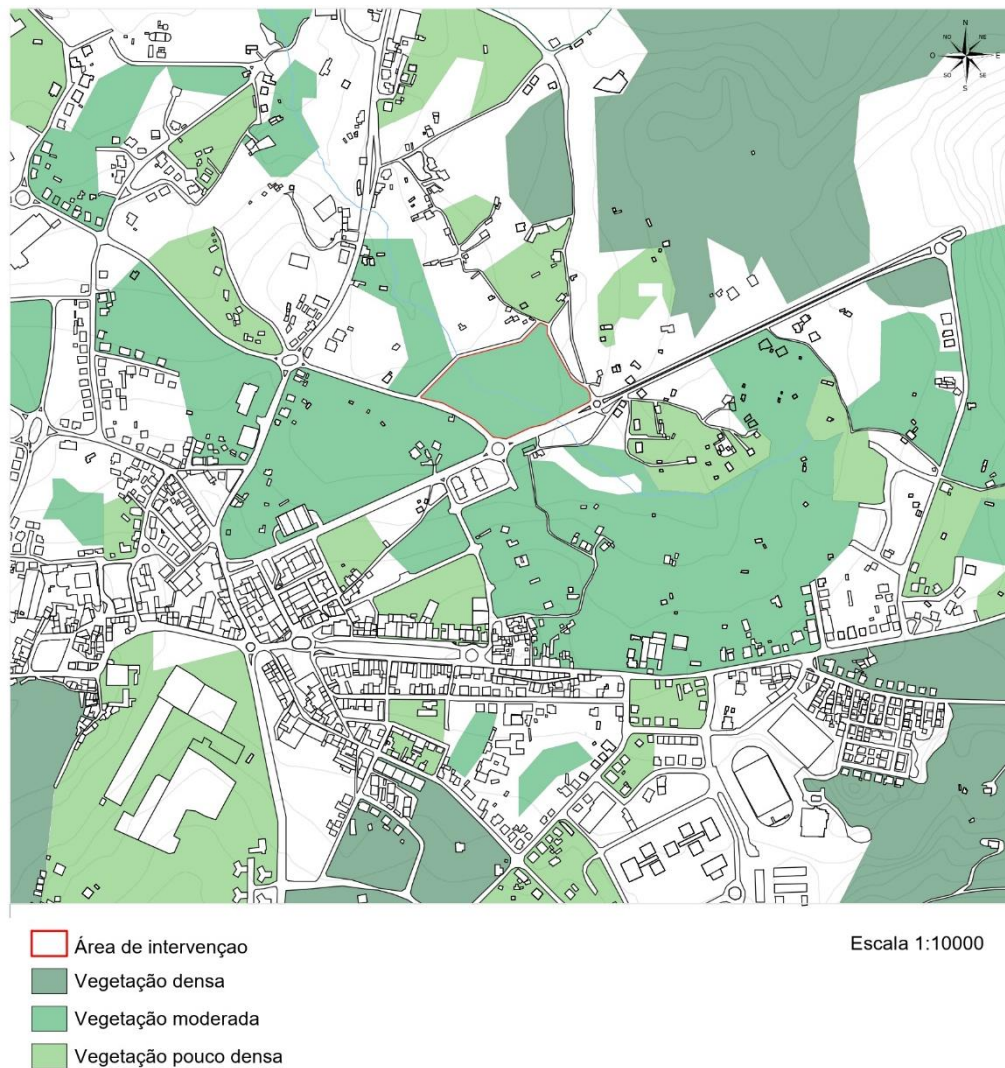 N
NO NE
O E
SO SE
S
Área de intervençao
Escala 1:10000
Vegetação densa
Vegetação moderada
Vegetação pouco densa